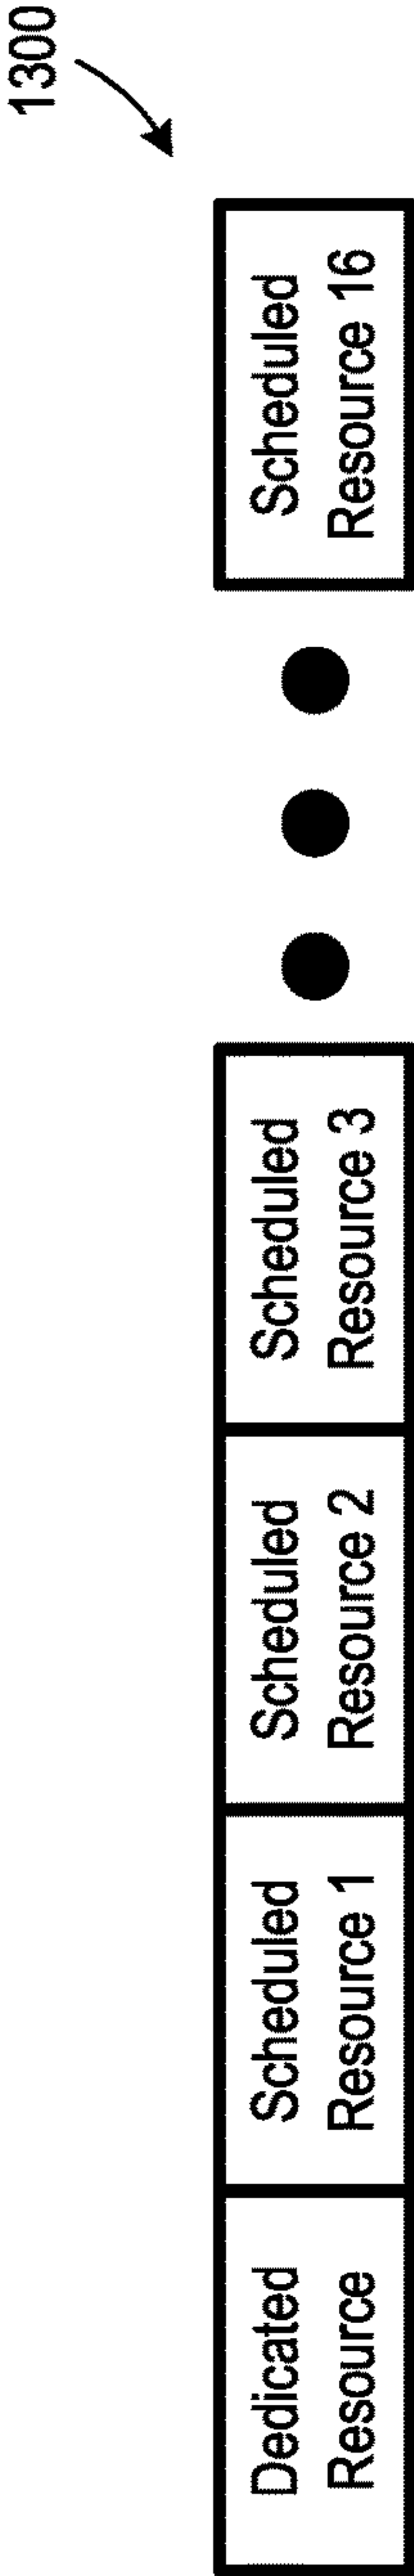 1300
Dedicated
Resource
Scheduled
Resource 1
Scheduled
Resource 2
Scheduled
Resource 3
Scheduled
Resource 16